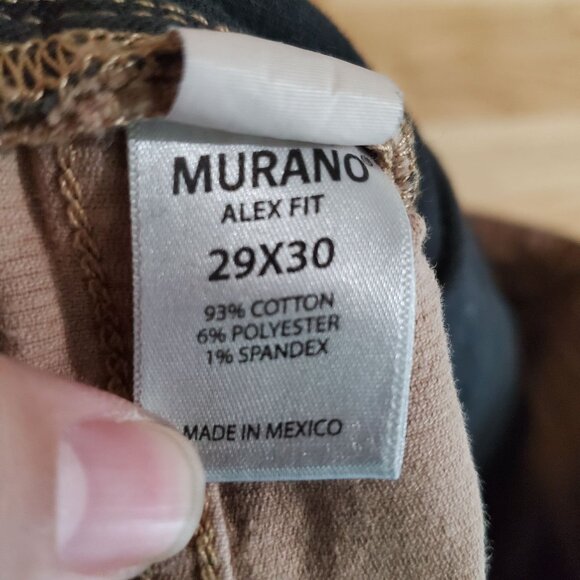 MURANO
ALEX FIT
29X30
93% COTTON
6% POLYESTER
1% SPANDEX
MADE IN MEXICO